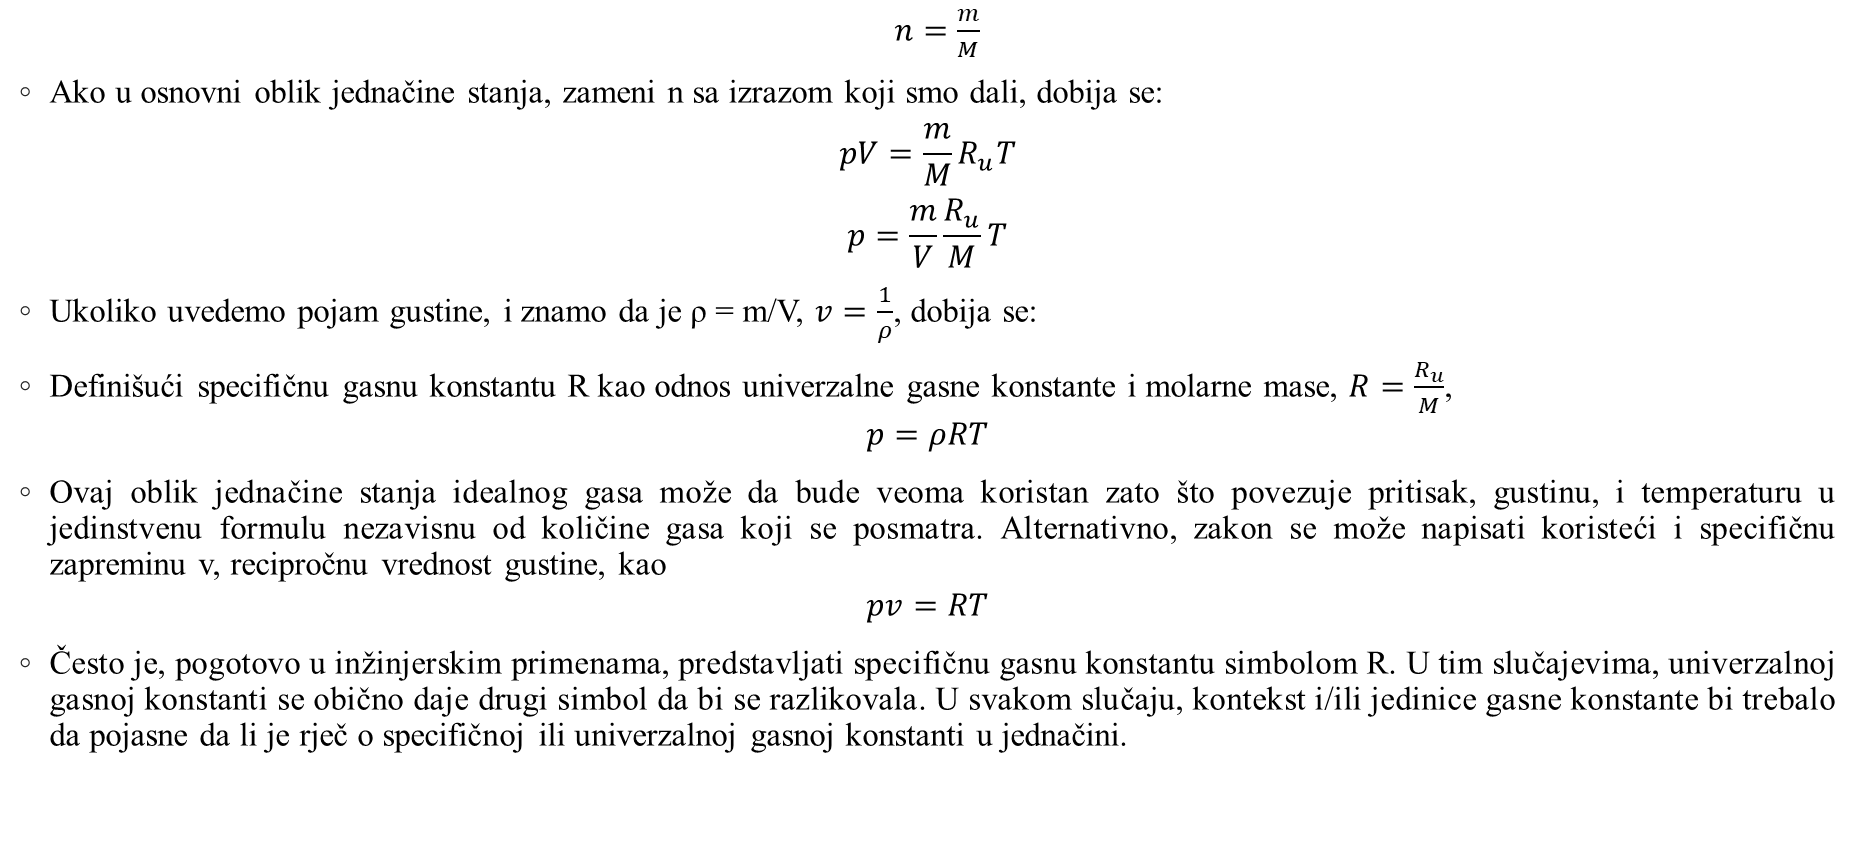 n = m/M
◦ Ako u osnovni oblik jednačine stanja, zameni n sa izrazom koji smo dali, dobija se:
pV = m/M R_u T
p = m/V R_u/M T
◦ Ukoliko uvedemo pojam gustine, i znamo da je ρ = m/V, v = 1/ρ, dobija se:
◦ Definišući specifičnu gasnu konstantu R kao odnos univerzalne gasne konstante i molarne mase, R = R_u/M,
p = ρRT
◦ Ovaj oblik jednačine stanja idealnog gasa može da bude veoma koristan zato što povezuje pritisak, gustinu, i temperaturu u
jedinstvenu formulu nezavisnu od količine gasa koji se posmatra. Alternativno, zakon se može napisati koristeći i specifičnu
zapreminu v, recipročnu vrednost gustine, kao
pv = RT
◦ Često je, pogotovo u inžinjerskim primenama, predstavljati specifičnu gasnu konstantu simbolom R. U tim slučajevima, univerzalnoj
gasnoj konstanti se obično daje drugi simbol da bi se razlikovala. U svakom slučaju, kontekst i/ili jedinice gasne konstante bi trebalo
da pojasne da li je rječ o specifičnoj ili univerzalnoj gasnoj konstanti u jednačini.